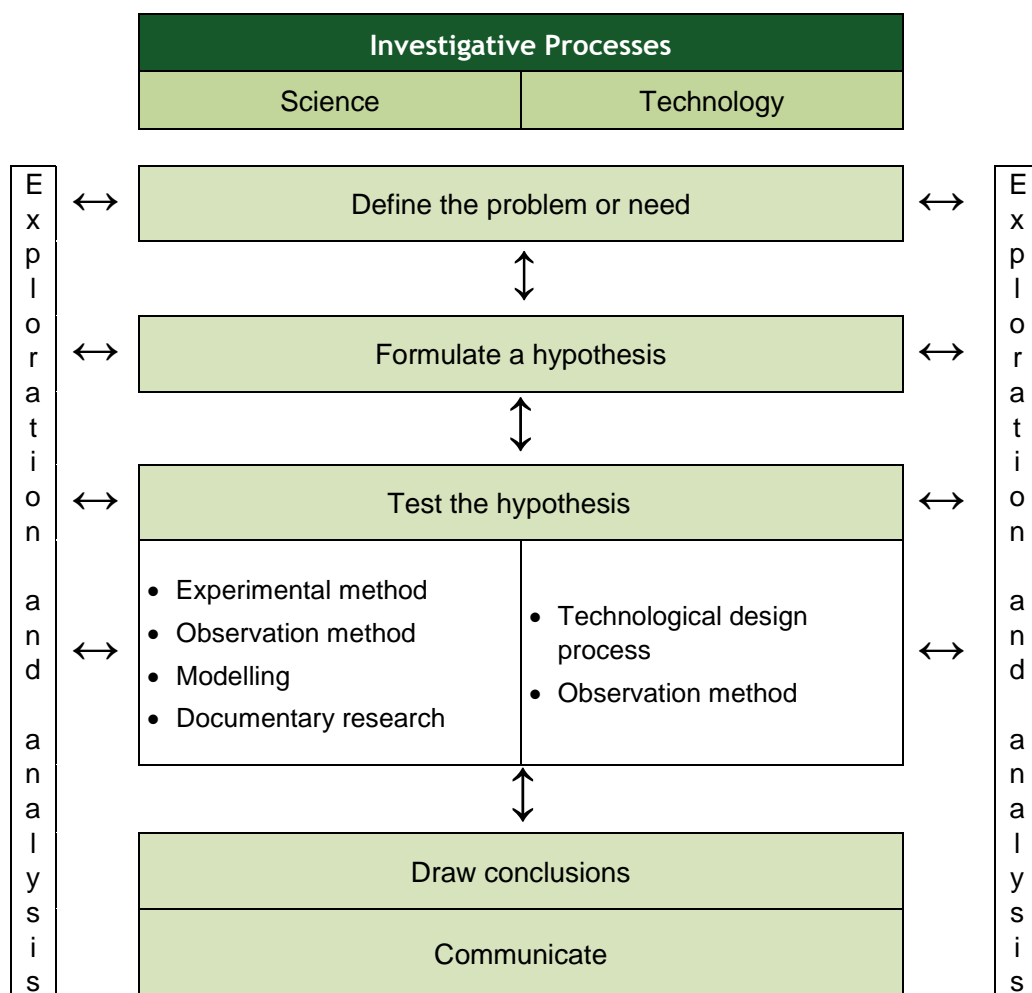 Investigative Processes
Science
Technology
Exploration and analysis
Define the problem or need
Formulate a hypothesis
Test the hypothesis
• Experimental method
• Observation method
• Modelling
• Documentary research
• Technological design
process
• Observation method
Draw conclusions
Communicate
Exploration and analysis